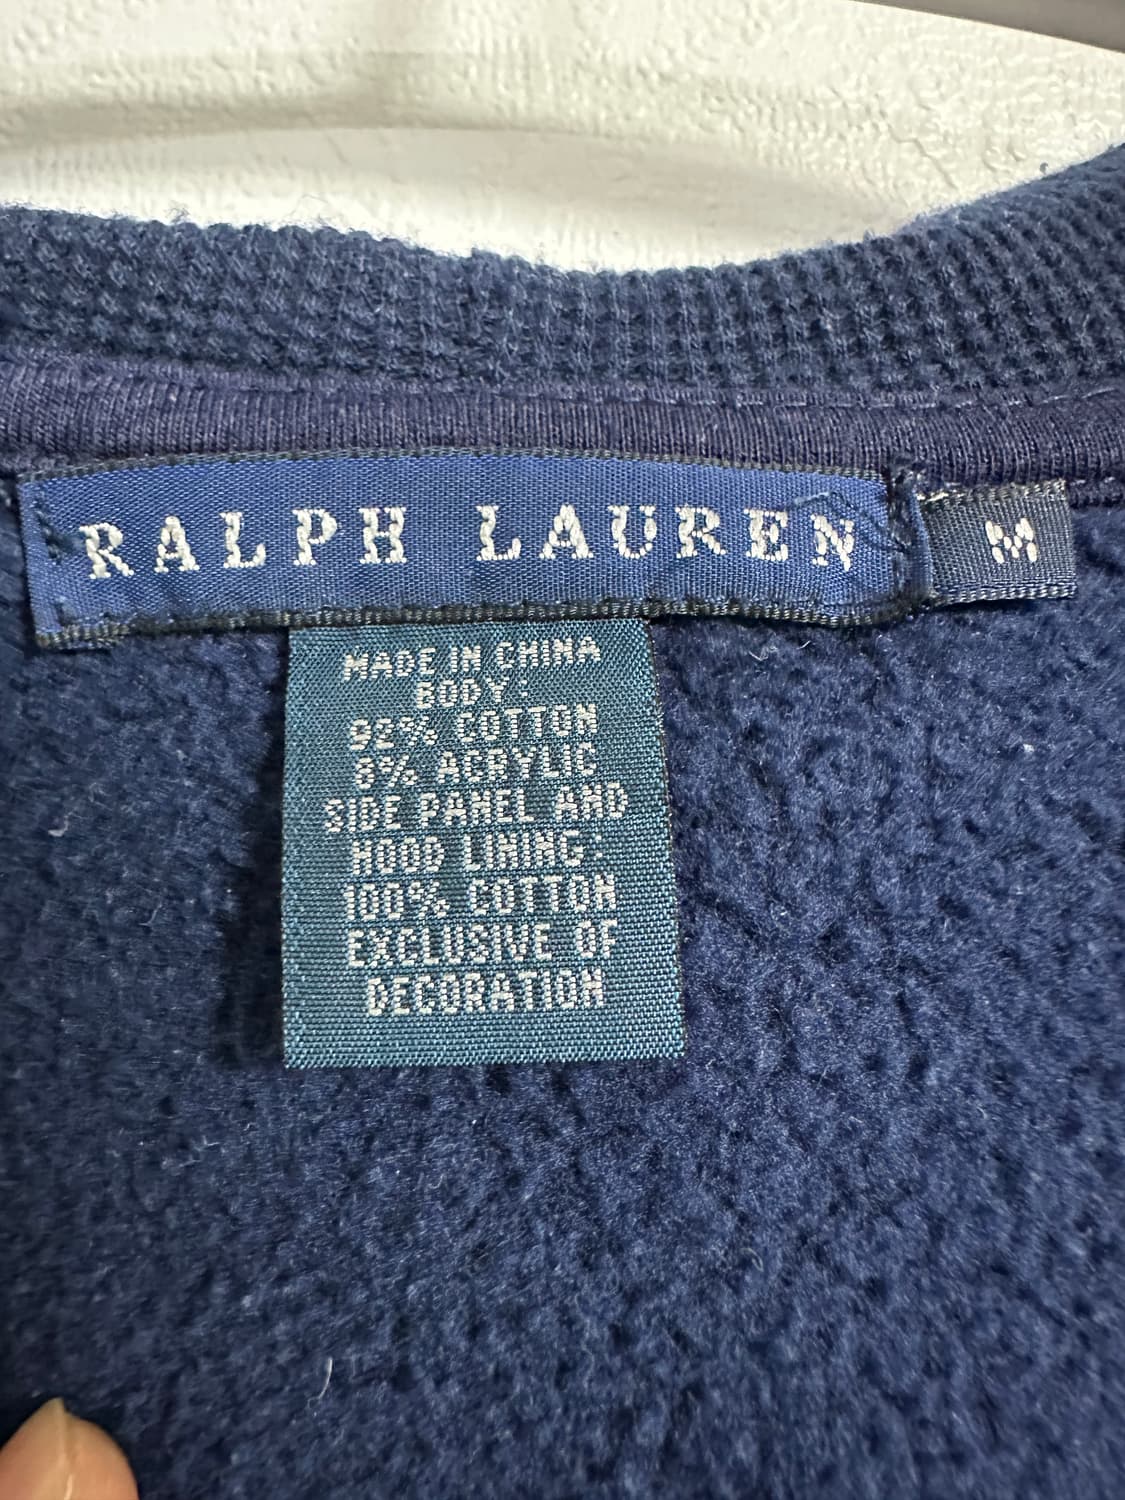 RALPH LAUREN
M
MADE IN CHINA
BODY:
92% COTTON
8% ACRYLIC
SIDE PANEL AND
HOOD LINING:
100% COTTON
EXCLUSIVE OF
DECORATION